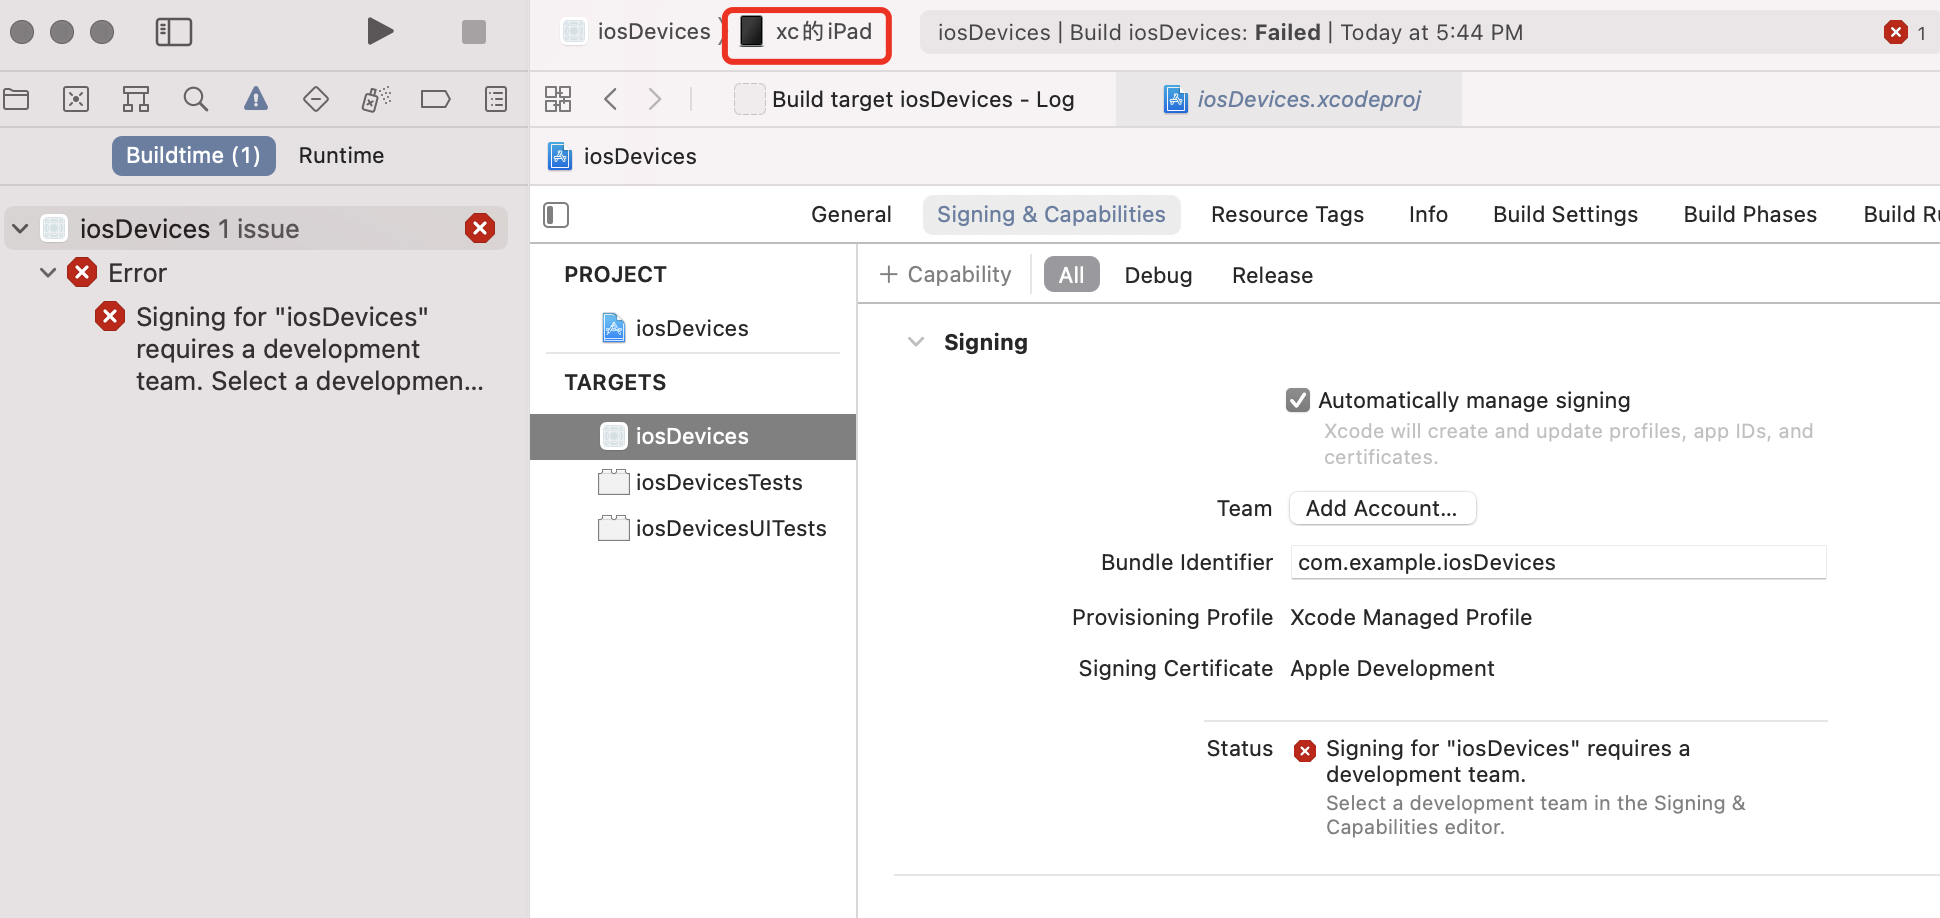 iosDevices
xc的iPad
iosDevices | Build iosDevices: Failed | Today at 5:44 PM
1
Build target iosDevices - Log
iosDevices.xcodeproj
Buildtime (1)
Runtime
iosDevices
iosDevices 1 issue
Error
Signing for "iosDevices"
requires a development
team. Select a developmen...
General
Signing & Capabilities
Resource Tags
Info
Build Settings
Build Phases
Build Ru
PROJECT
iosDevices
TARGETS
iosDevices
iosDevicesTests
iosDevicesUITests
+ Capability
All
Debug
Release
Signing
Automatically manage signing
Xcode will create and update profiles, app IDs, and
certificates.
Team
Add Account...
Bundle Identifier
com.example.iosDevices
Provisioning Profile
Xcode Managed Profile
Signing Certificate
Apple Development
Status
Signing for "iosDevices" requires a
development team.
Select a development team in the Signing &
Capabilities editor.